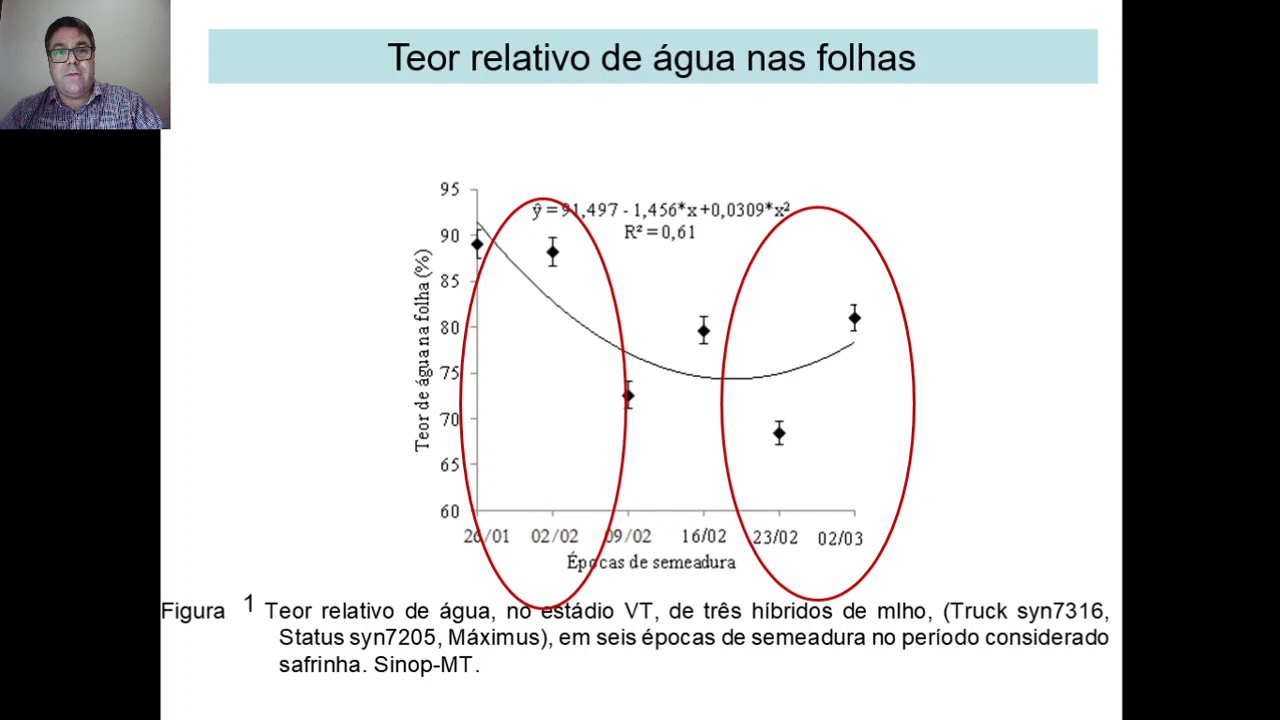 Teor relativo de água nas folhas
ŷ = 91,497 - 1,456*x+0,0309*x²
R² = 0,61
Teor de água na folha (%)
95
90
85
80
75
70
65
60
26/01 02/02 09/02 16/02 23/02 02/03
Épocas de semeadura
Figura 1 Teor relativo de água, no estádio VT, de três híbridos de mlho, (Truck syn7316,
Status syn7205, Máximus), em seis épocas de semeadura no período considerado
safrinha. Sinop-MT.